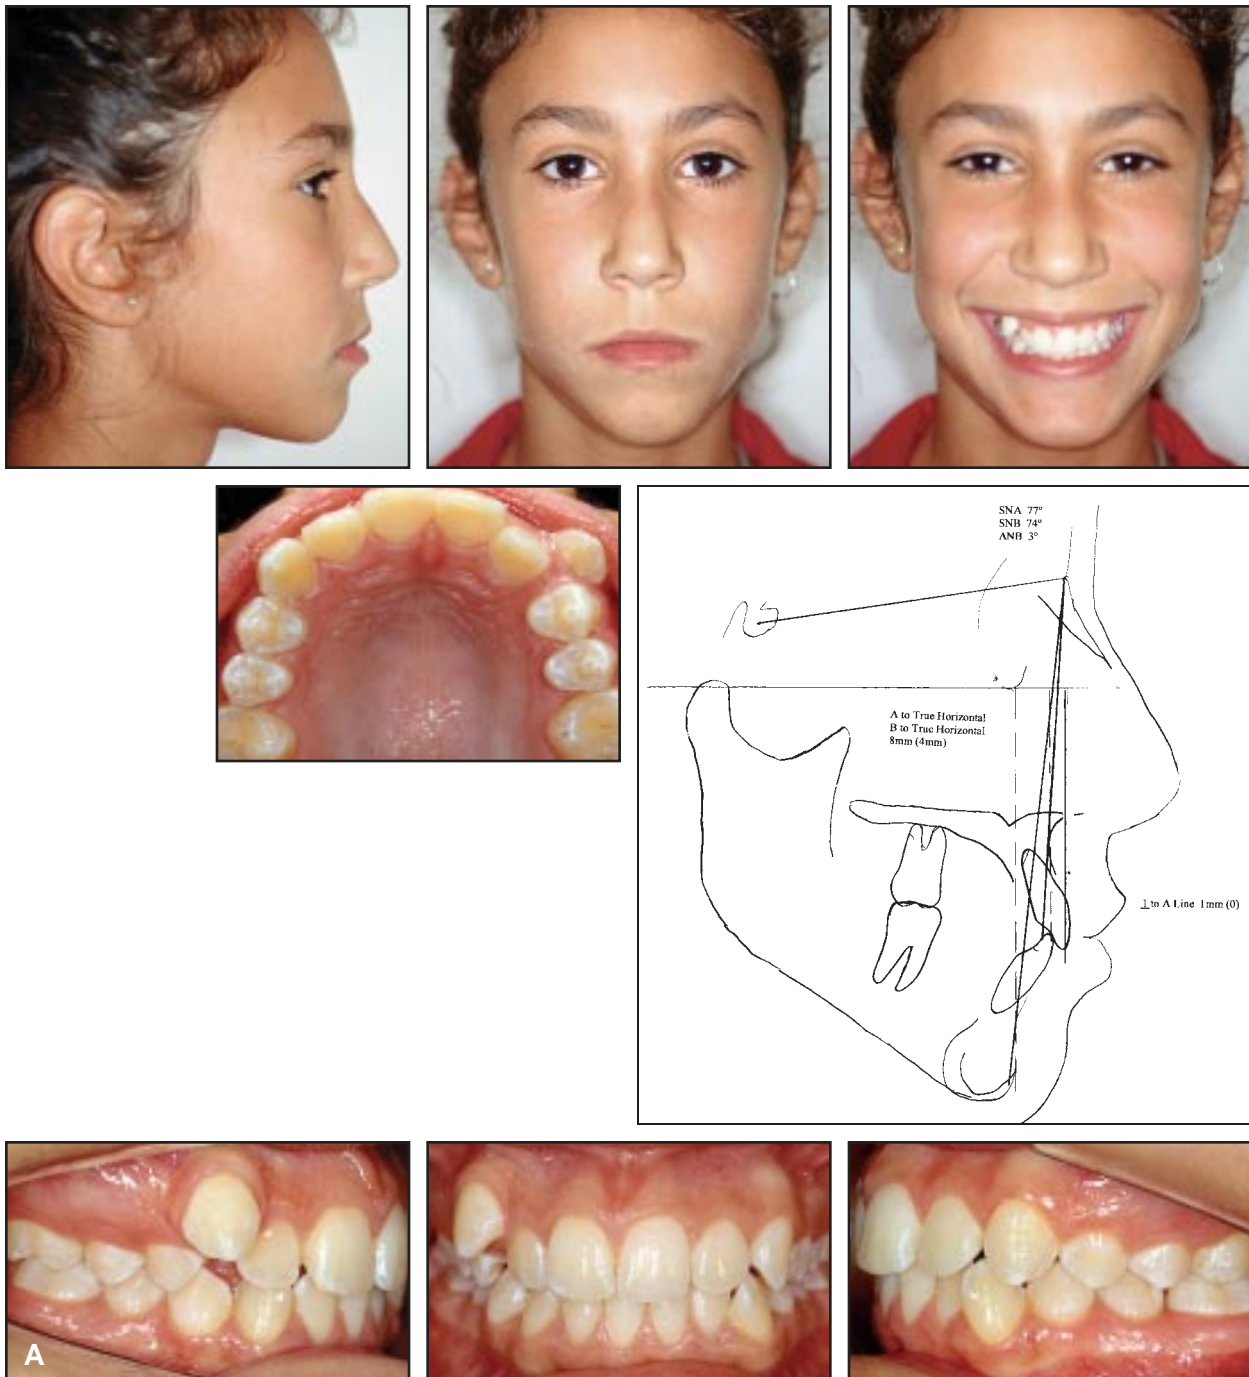 SNA 77°
SNB 74°
ANB 3°
A to True Horizontal
B to True Horizontal
8mm (4mm)
1 to A Line 1mm (0)
A